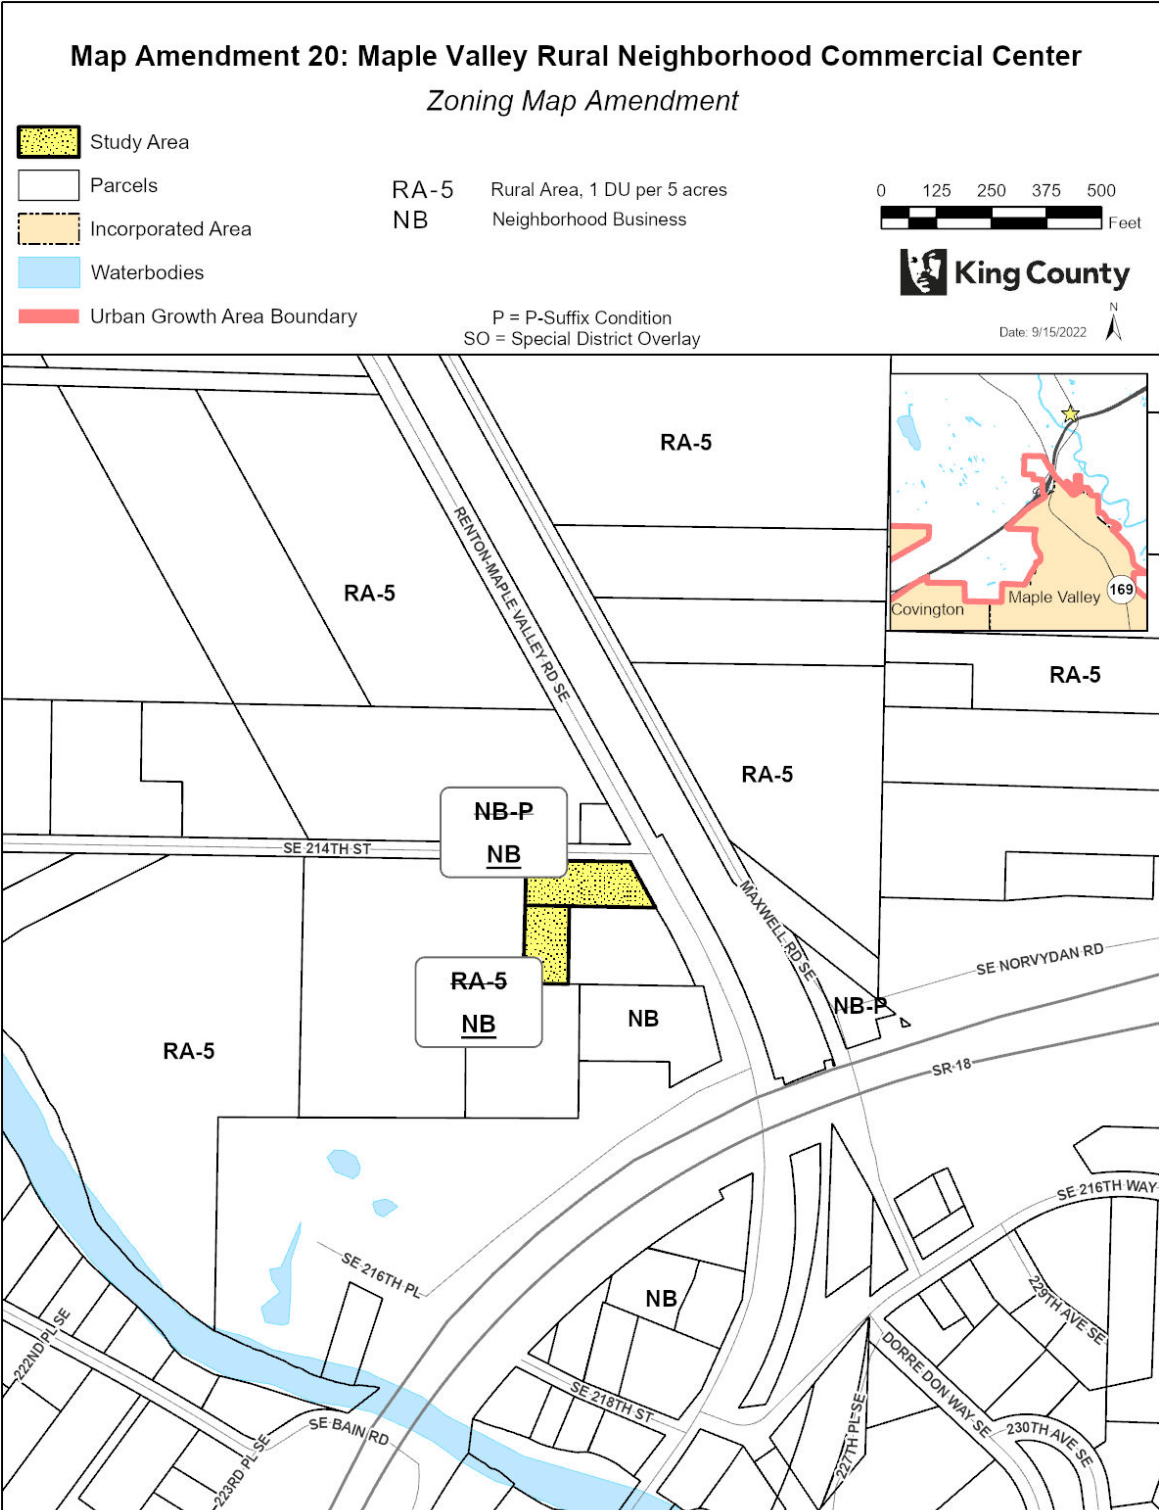 Map Amendment 20: Maple Valley Rural Neighborhood Commercial Center
Zoning Map Amendment
Study Area
Parcels
Incorporated Area
Waterbodies
Urban Growth Area Boundary
RA-5 Rural Area, 1 DU per 5 acres
NB Neighborhood Business
P = P-Suffix Condition
SO = Special District Overlay
0 125 250 375 500
Feet
King County
N
Date: 9/15/2022
RA-5
Covington
Maple Valley
169
RENTON-MAPLE VALLEY RD SE
RA-5
RA-5
RA-5
NB-P
NB
SE 214TH ST
MAXWELL RD SE
SE NORVYDAN RD
RA-5
NB
NB
NB-P
RA-5
SR 18
SE 216TH WAY
SE 216TH PL
NB
229TH AVE SE
222ND PL SE
DORRE DON WAY SE
SE 218TH ST
SE BAIN RD
223RD PL SE
227TH PL SE
230TH AVE SE